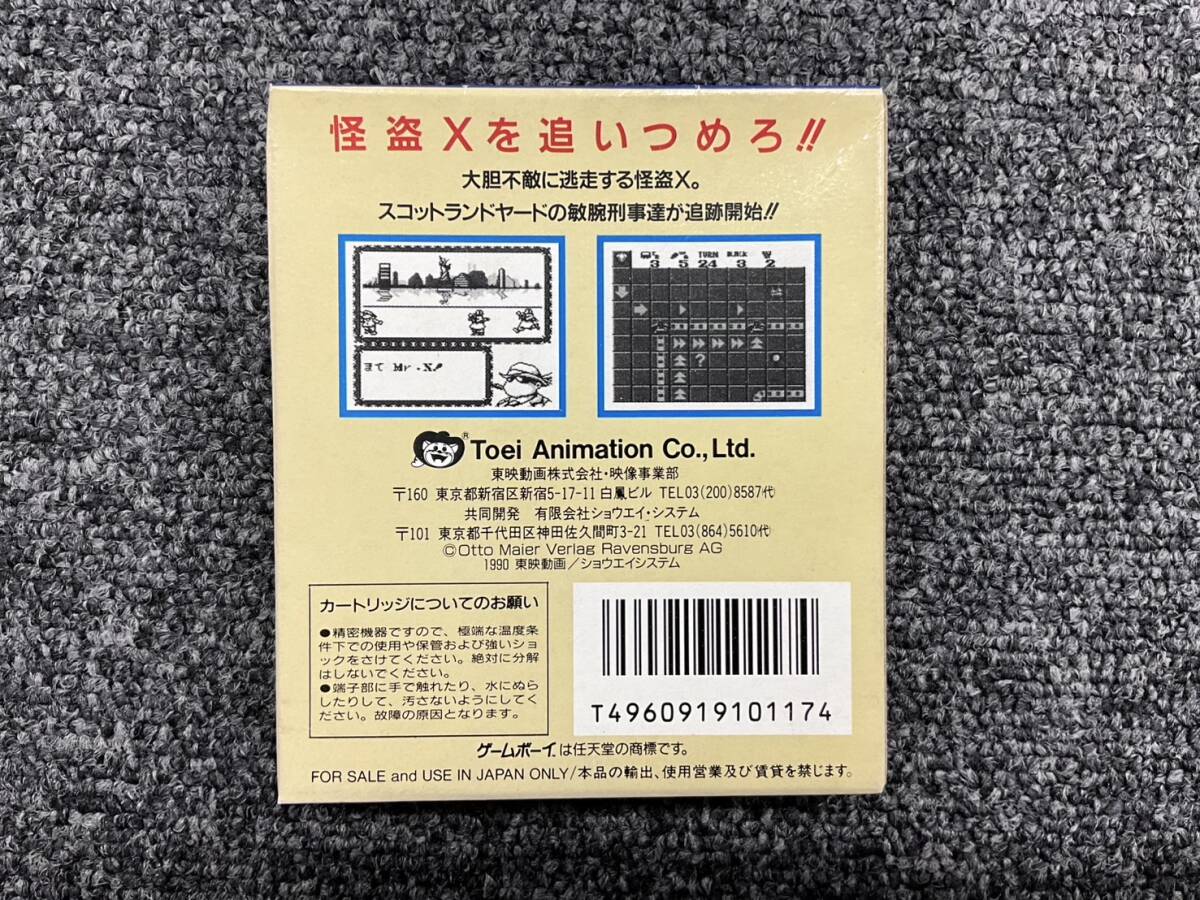 怪盗Xを追いつめろ!!
大胆不敵に逃走する怪盗X。
スコットランドヤードの敏腕刑事達が追跡開始!!
TURN BLACK
3 5 24 3 2
?
まて Mr.X!
® Toei Animation Co., Ltd.
東映動画株式会社・映像事業部
〒160 東京都新宿区新宿5-17-11 白鳳ビル TEL03(200)8587代
共同開発 有限会社ショウエイ・システム
〒101 東京都千代田区神田佐久間町3-21 TEL03(864)5610代
©Otto Maier Verlag Ravensburg AG
1990 東映動画/ショウエイシステム
カートリッジについてのお願い
●精密機器ですので、極端な温度条
件下での使用や保管および強いショ
ックをさけてください。絶対に分解
はしないでください。
●端子部に手で触れたり、水にぬら
したりして、汚さないようにしてく
ださい。故障の原因となります。
T4960919101174
ゲームボーイは任天堂の商標です。
FOR SALE and USE IN JAPAN ONLY/本品の輸出、使用営業及び賃貸を禁じます。